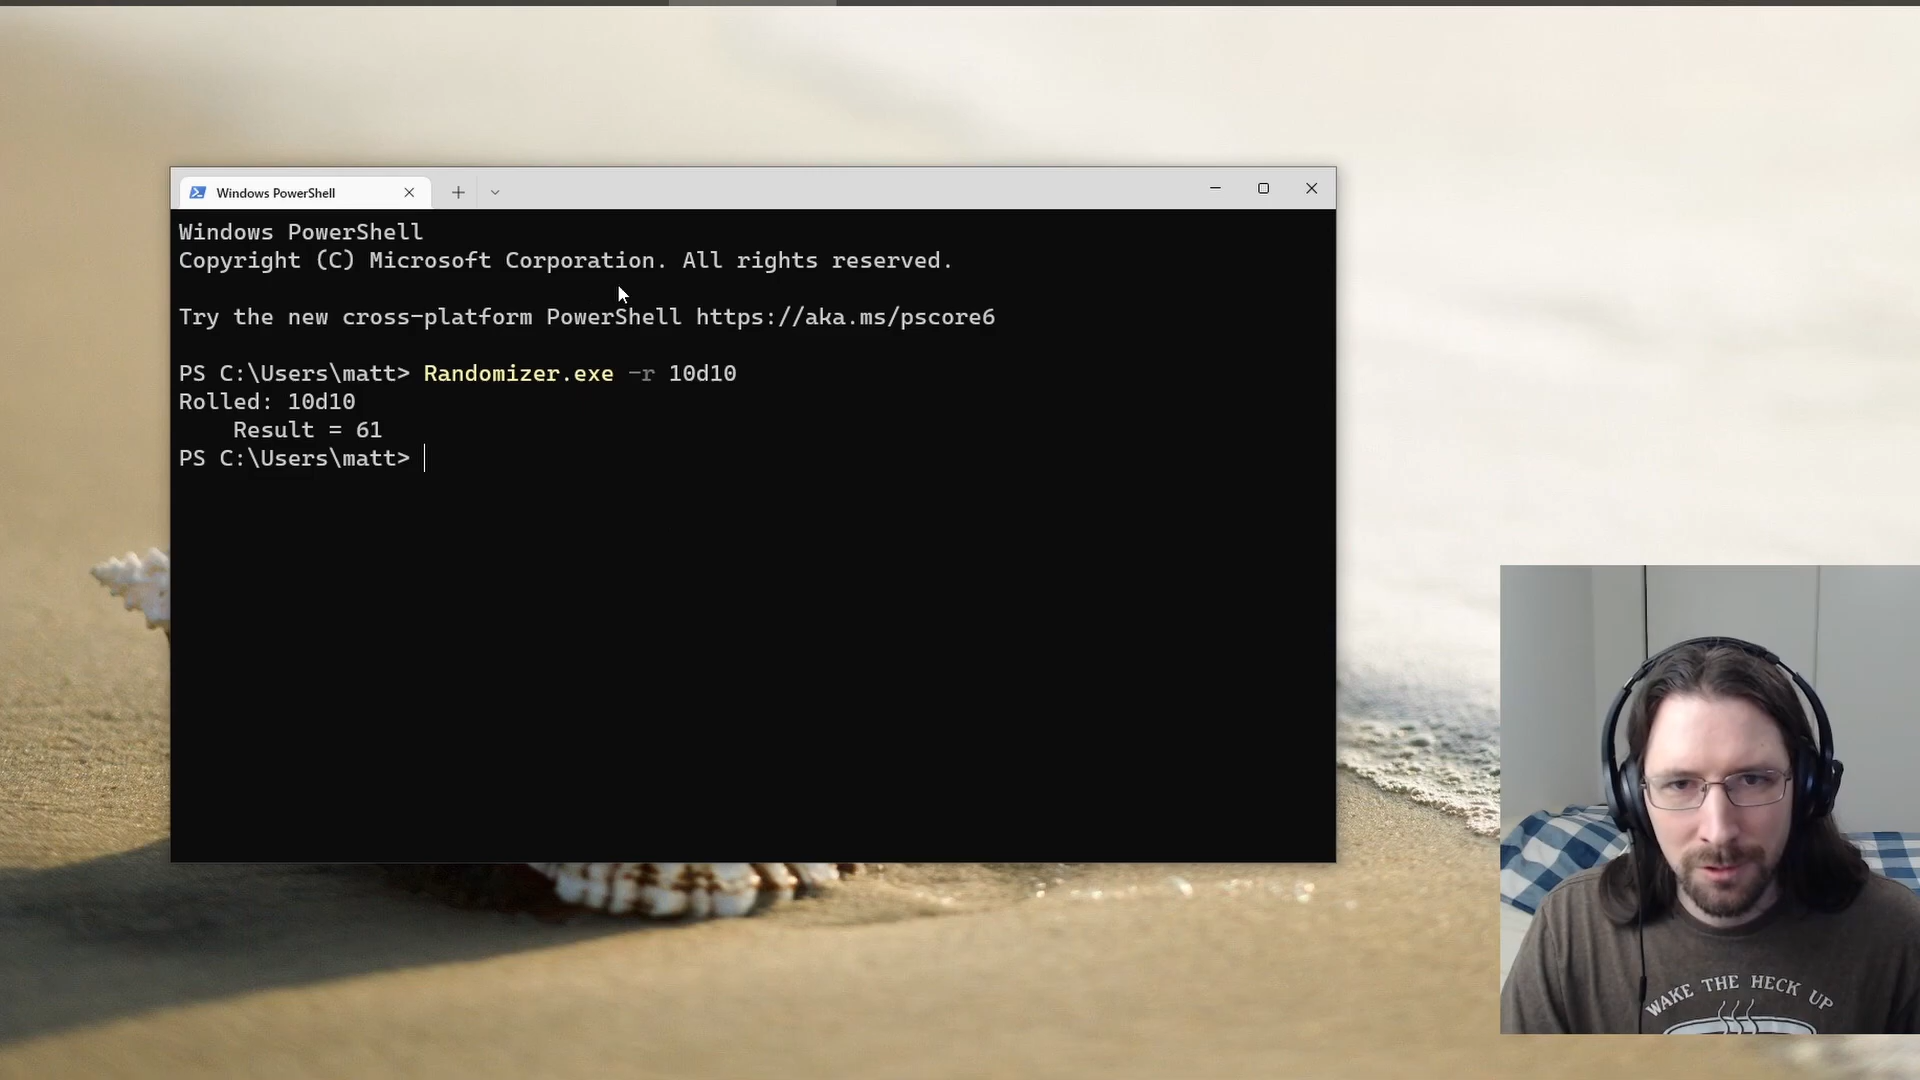 Windows PowerShell
Windows PowerShell
Copyright (C) Microsoft Corporation. All rights reserved.
Try the new cross-platform PowerShell https://aka.ms/pscore6
PS C:\Users\matt> Randomizer.exe -r 10d10
Rolled: 10d10
Result = 61
PS C:\Users\matt>
WAKE THE HECK UP